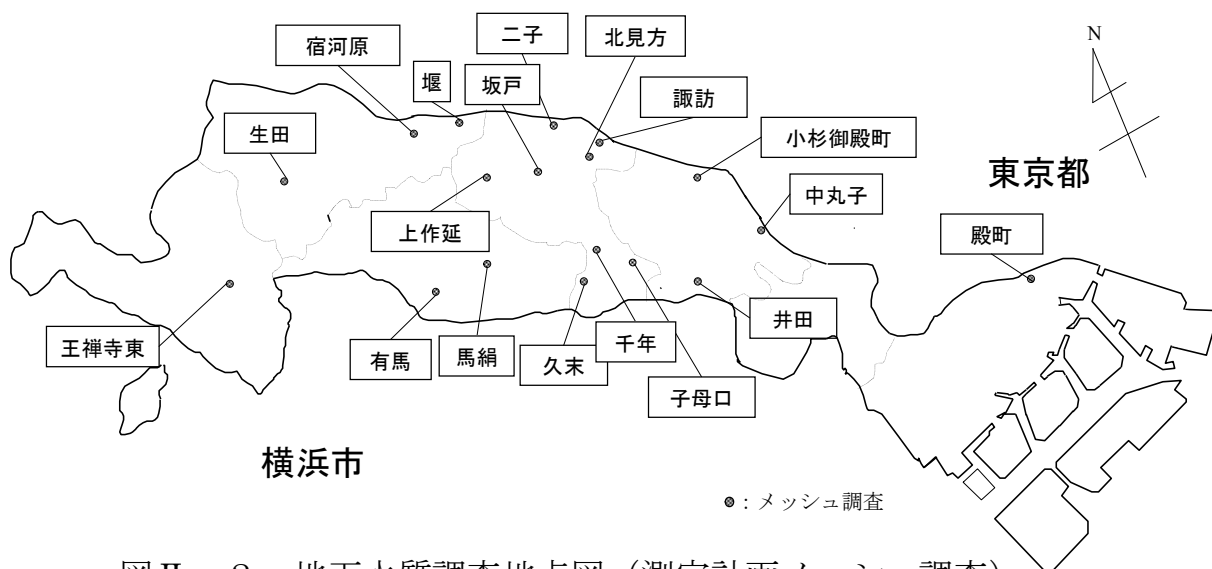 二子
北見方
宿河原
堰
坂戸
諏訪
N
生田
小杉御殿町
東京都
中丸子
上作延
殿町
井田
王禅寺東
有馬
馬絹
久末
千年
子母口
横浜市
：メッシュ調査